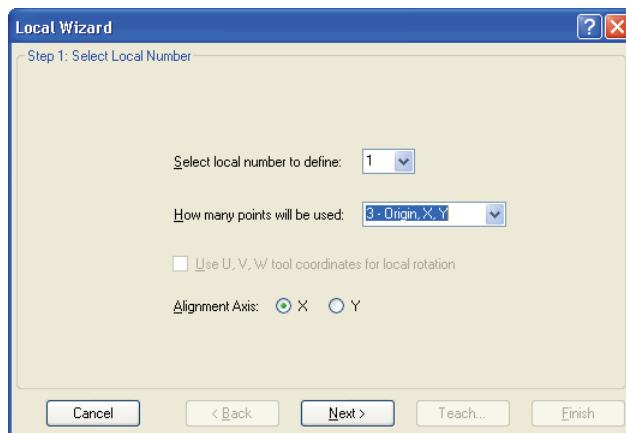 Local Wizard
Step 1: Select Local Number
Select local number to define: 1
How many points will be used: 3 - Origin, X, Y
Use U, V, W tool coordinates for local rotation
Alignment Axis: X Y
Cancel < Back Next > Teach... Finish